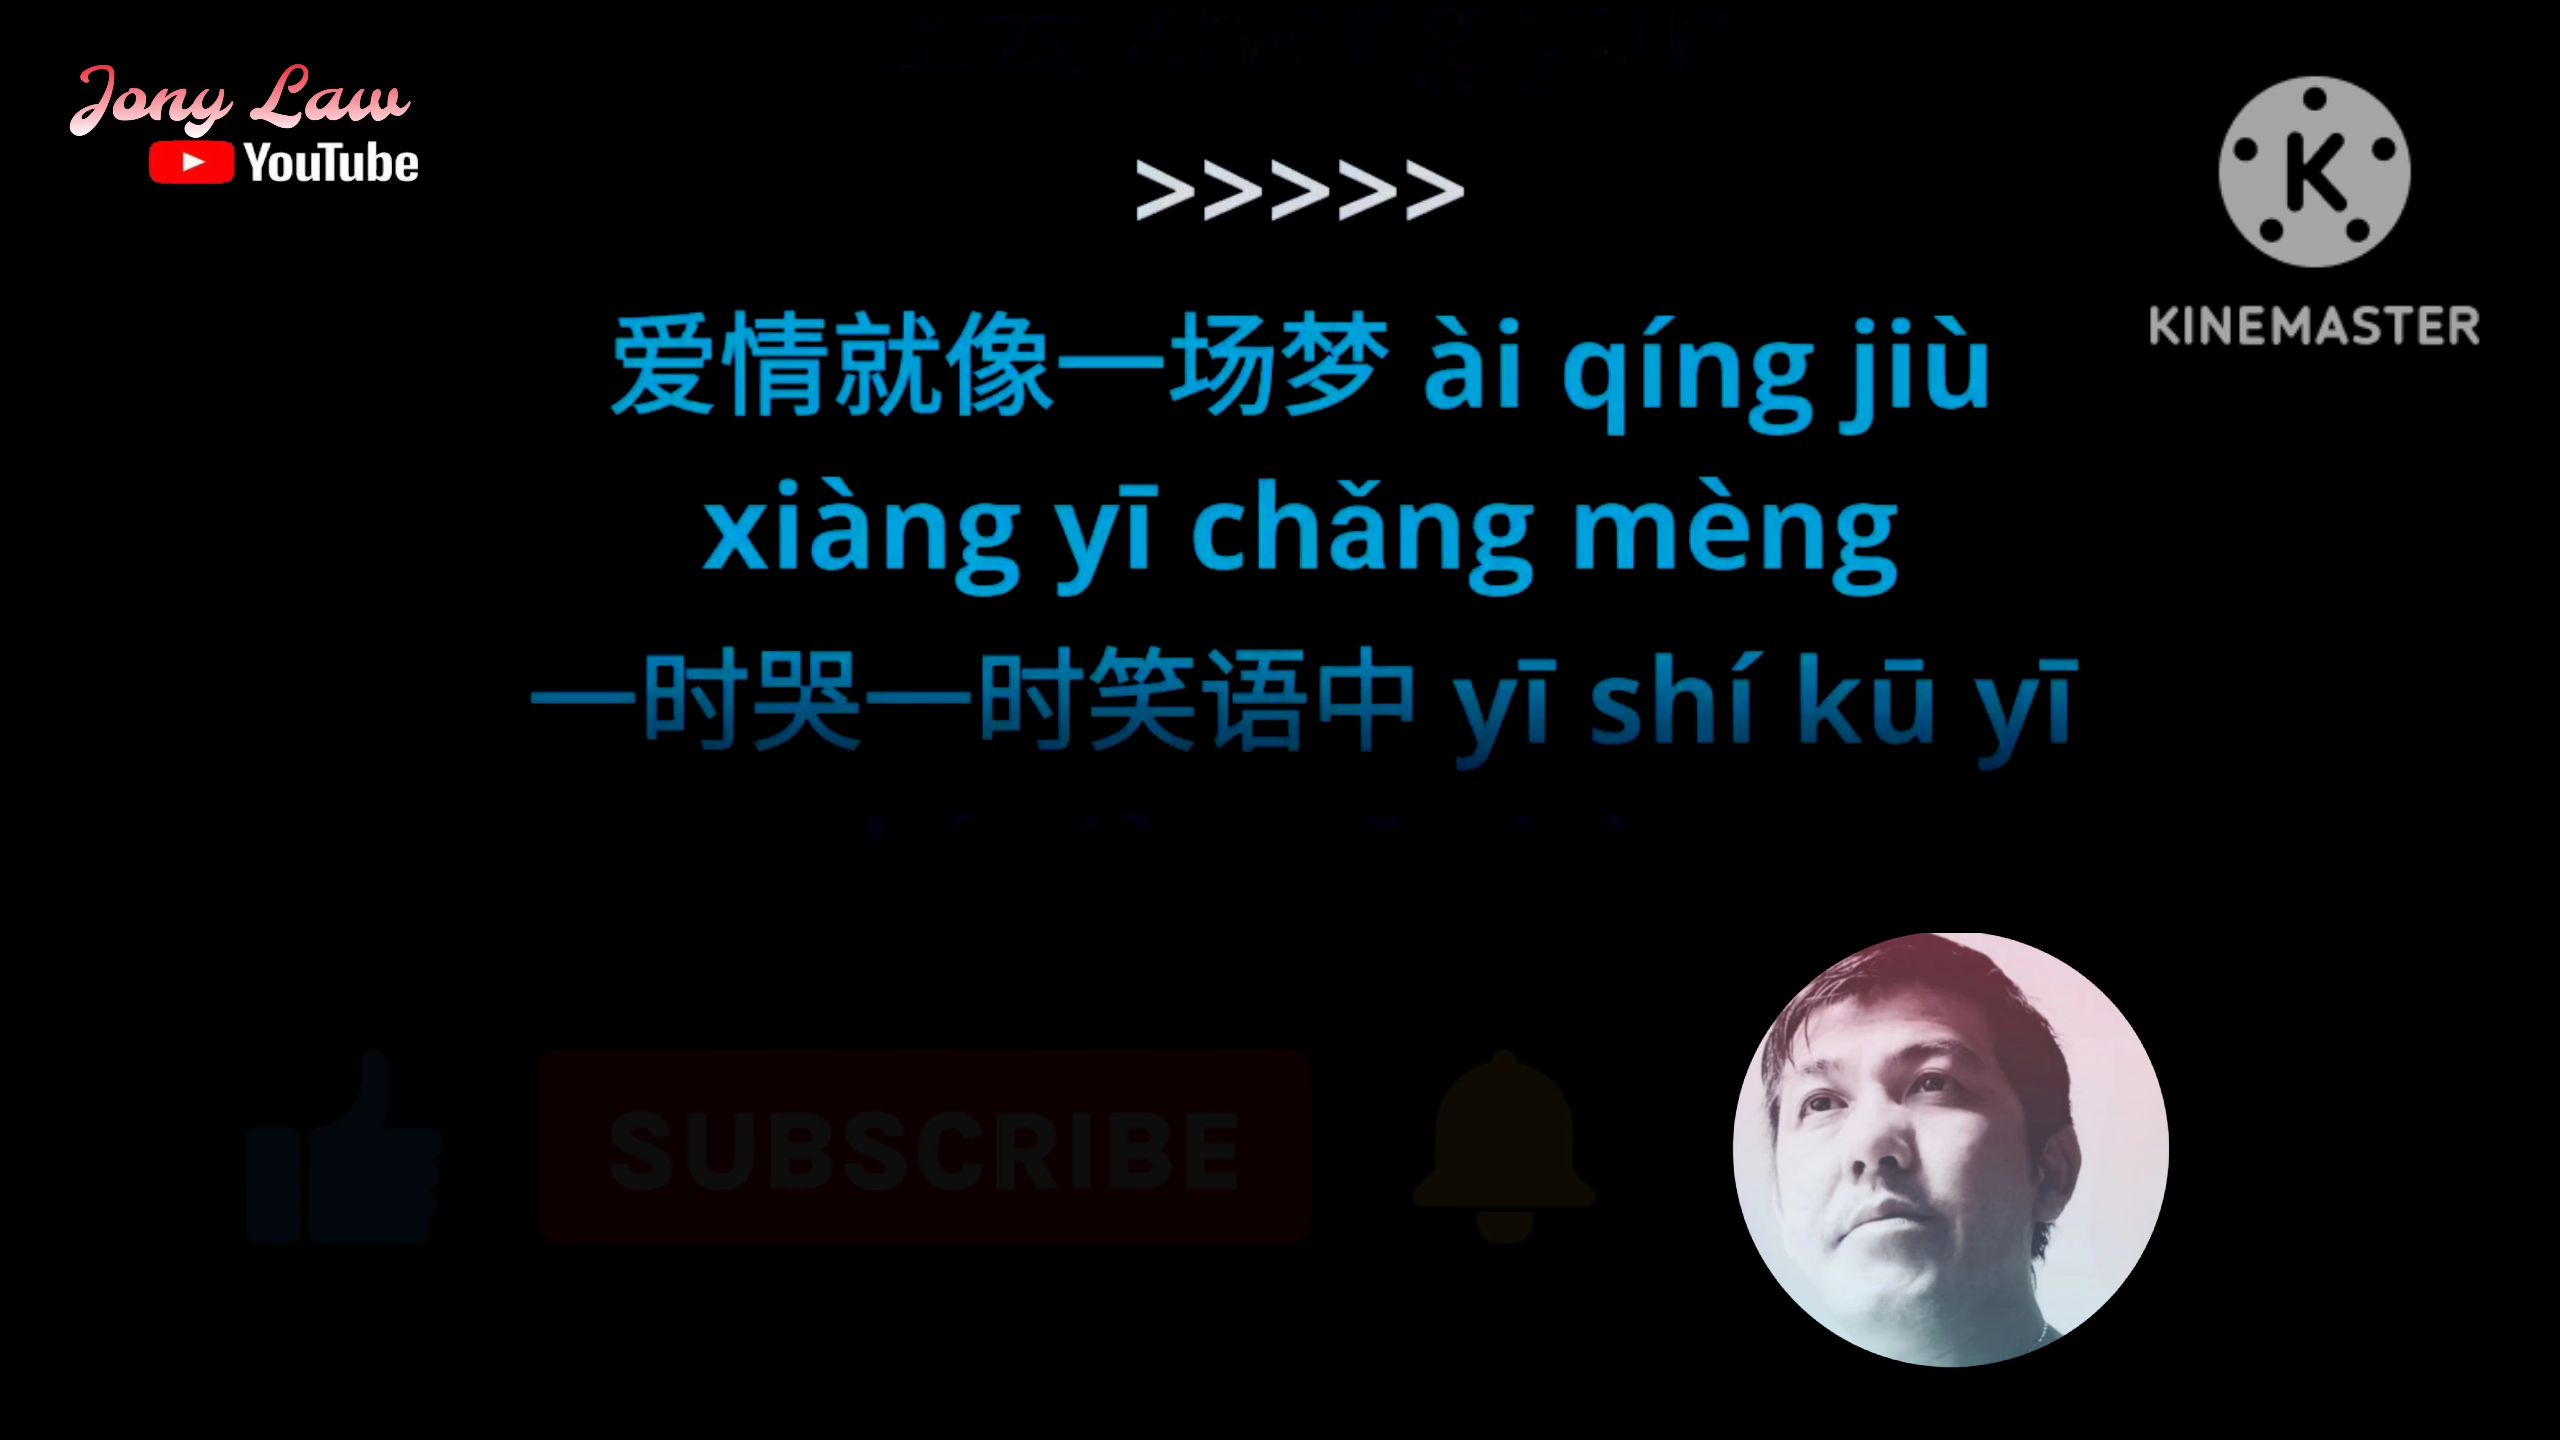 Jony Law
YouTube
>>>>>
K
KINEMASTER
爱情就像一场梦 ài qíng jiù
xiàng yī chǎng mèng
一时哭一时笑语中 yī shí kū yī
SUBSCRIBE